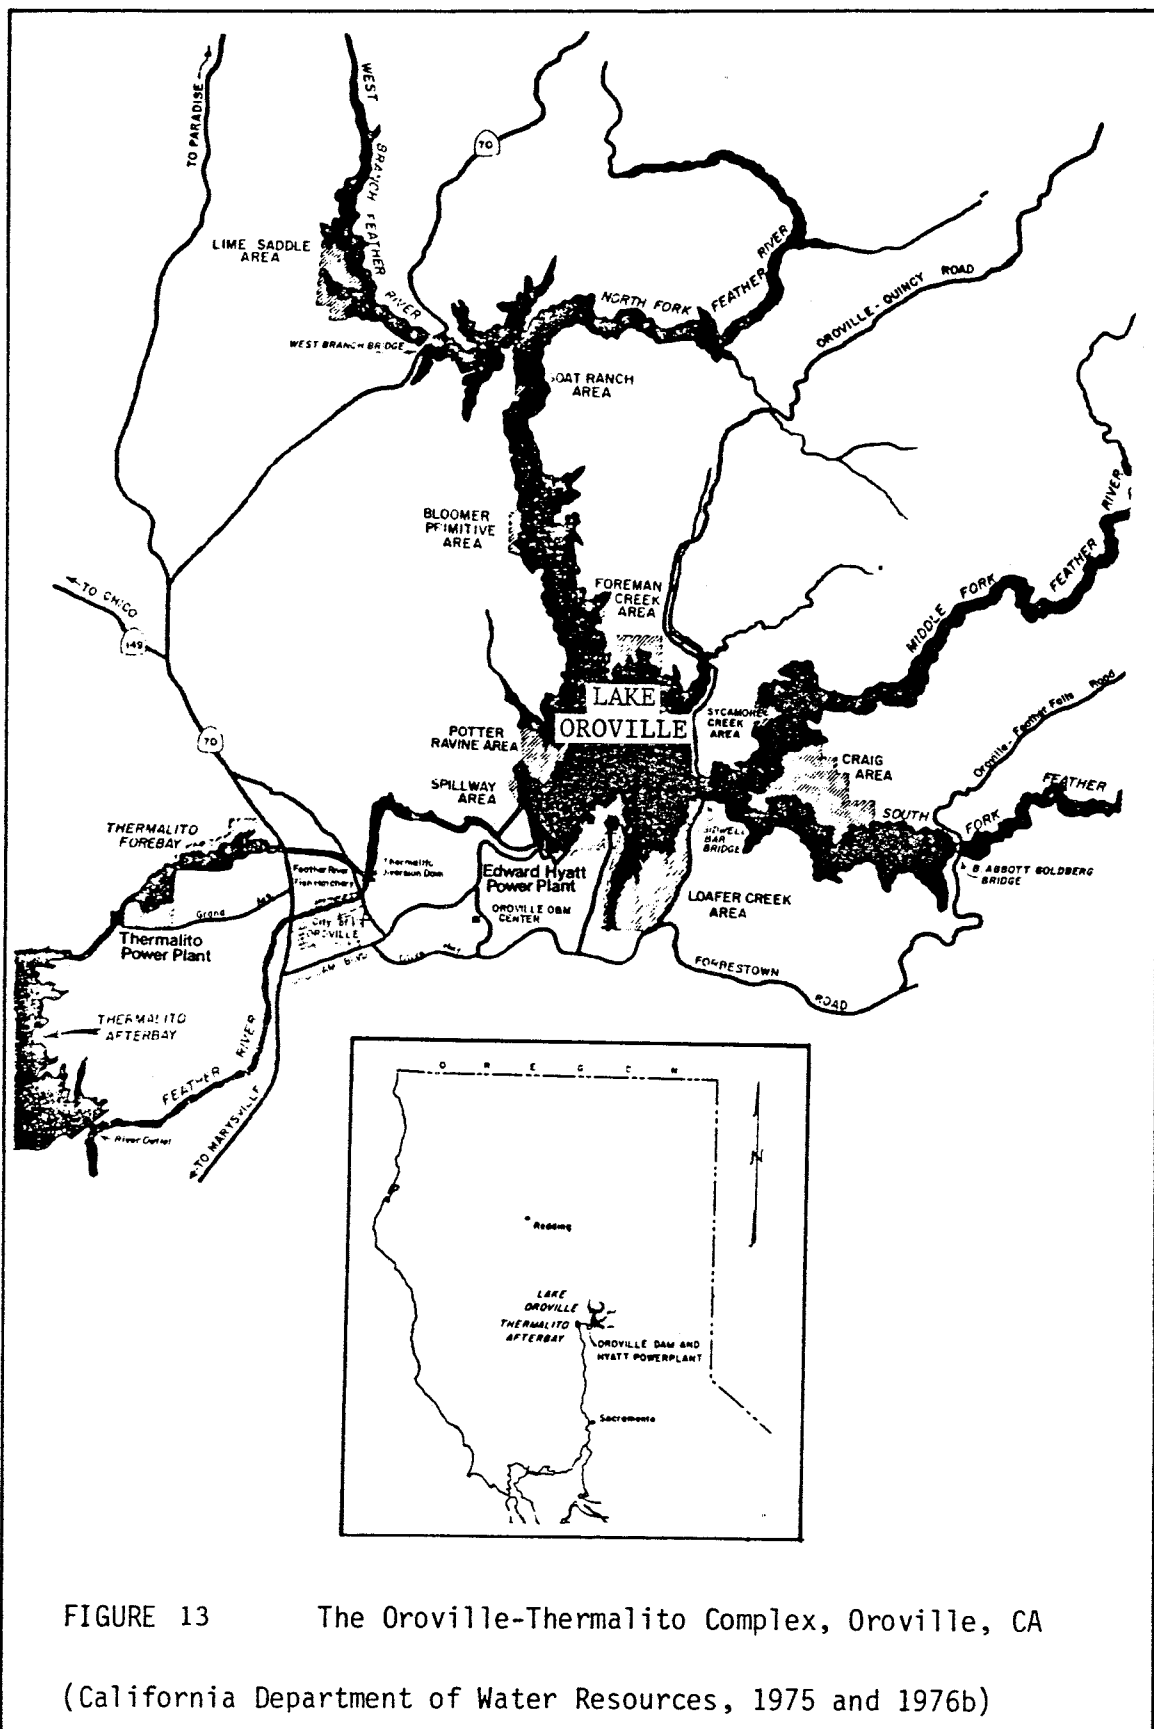 TO PARADISE
WEST BRANCH FEATHER RIVER
70
LIME SADDLE
AREA
WEST BRANCH BRIDGE
NORTH FORK FEATHER RIVER
OROVILLE - QUINCY ROAD
OAT RANCH
AREA
BLOOMER
PRIMITIVE
AREA
FOREMAN
CREEK
AREA
TO CHICO
149
70
MIDDLE FORK FEATHER RIVER
LAKE
OROVILLE
SYCAMORE
CREEK
AREA
POTTER
RAVINE AREA
SPILLWAY
AREA
CRAIG
AREA
Oroville - Feather Falls Road
SOUTH FORK FEATHER
BRIDGE
BAR
B. ABBOTT GOLDBERG
BRIDGE
THERMALITO
FOREBAY
Feather River
Fish Hatchery
Thermalito
Diversion Dam
Edward Hyatt
Power Plant
OROVILLE O&M
CENTER
LOAFER CREEK
AREA
Grand
City of
OROVILLE
Thermalito
Power Plant
FORRESTOWN ROAD
THERMALITO
AFTERBAY
FEATHER RIVER
River Outlet
TO MARYSVILLE
OREGON
N
Redding
LAKE
OROVILLE
THERMALITO
AFTERBAY
OROVILLE DAM AND
HYATT POWERPLANT
Sacramento
FIGURE 13 The Oroville-Thermalito Complex, Oroville, CA
(California Department of Water Resources, 1975 and 1976b)